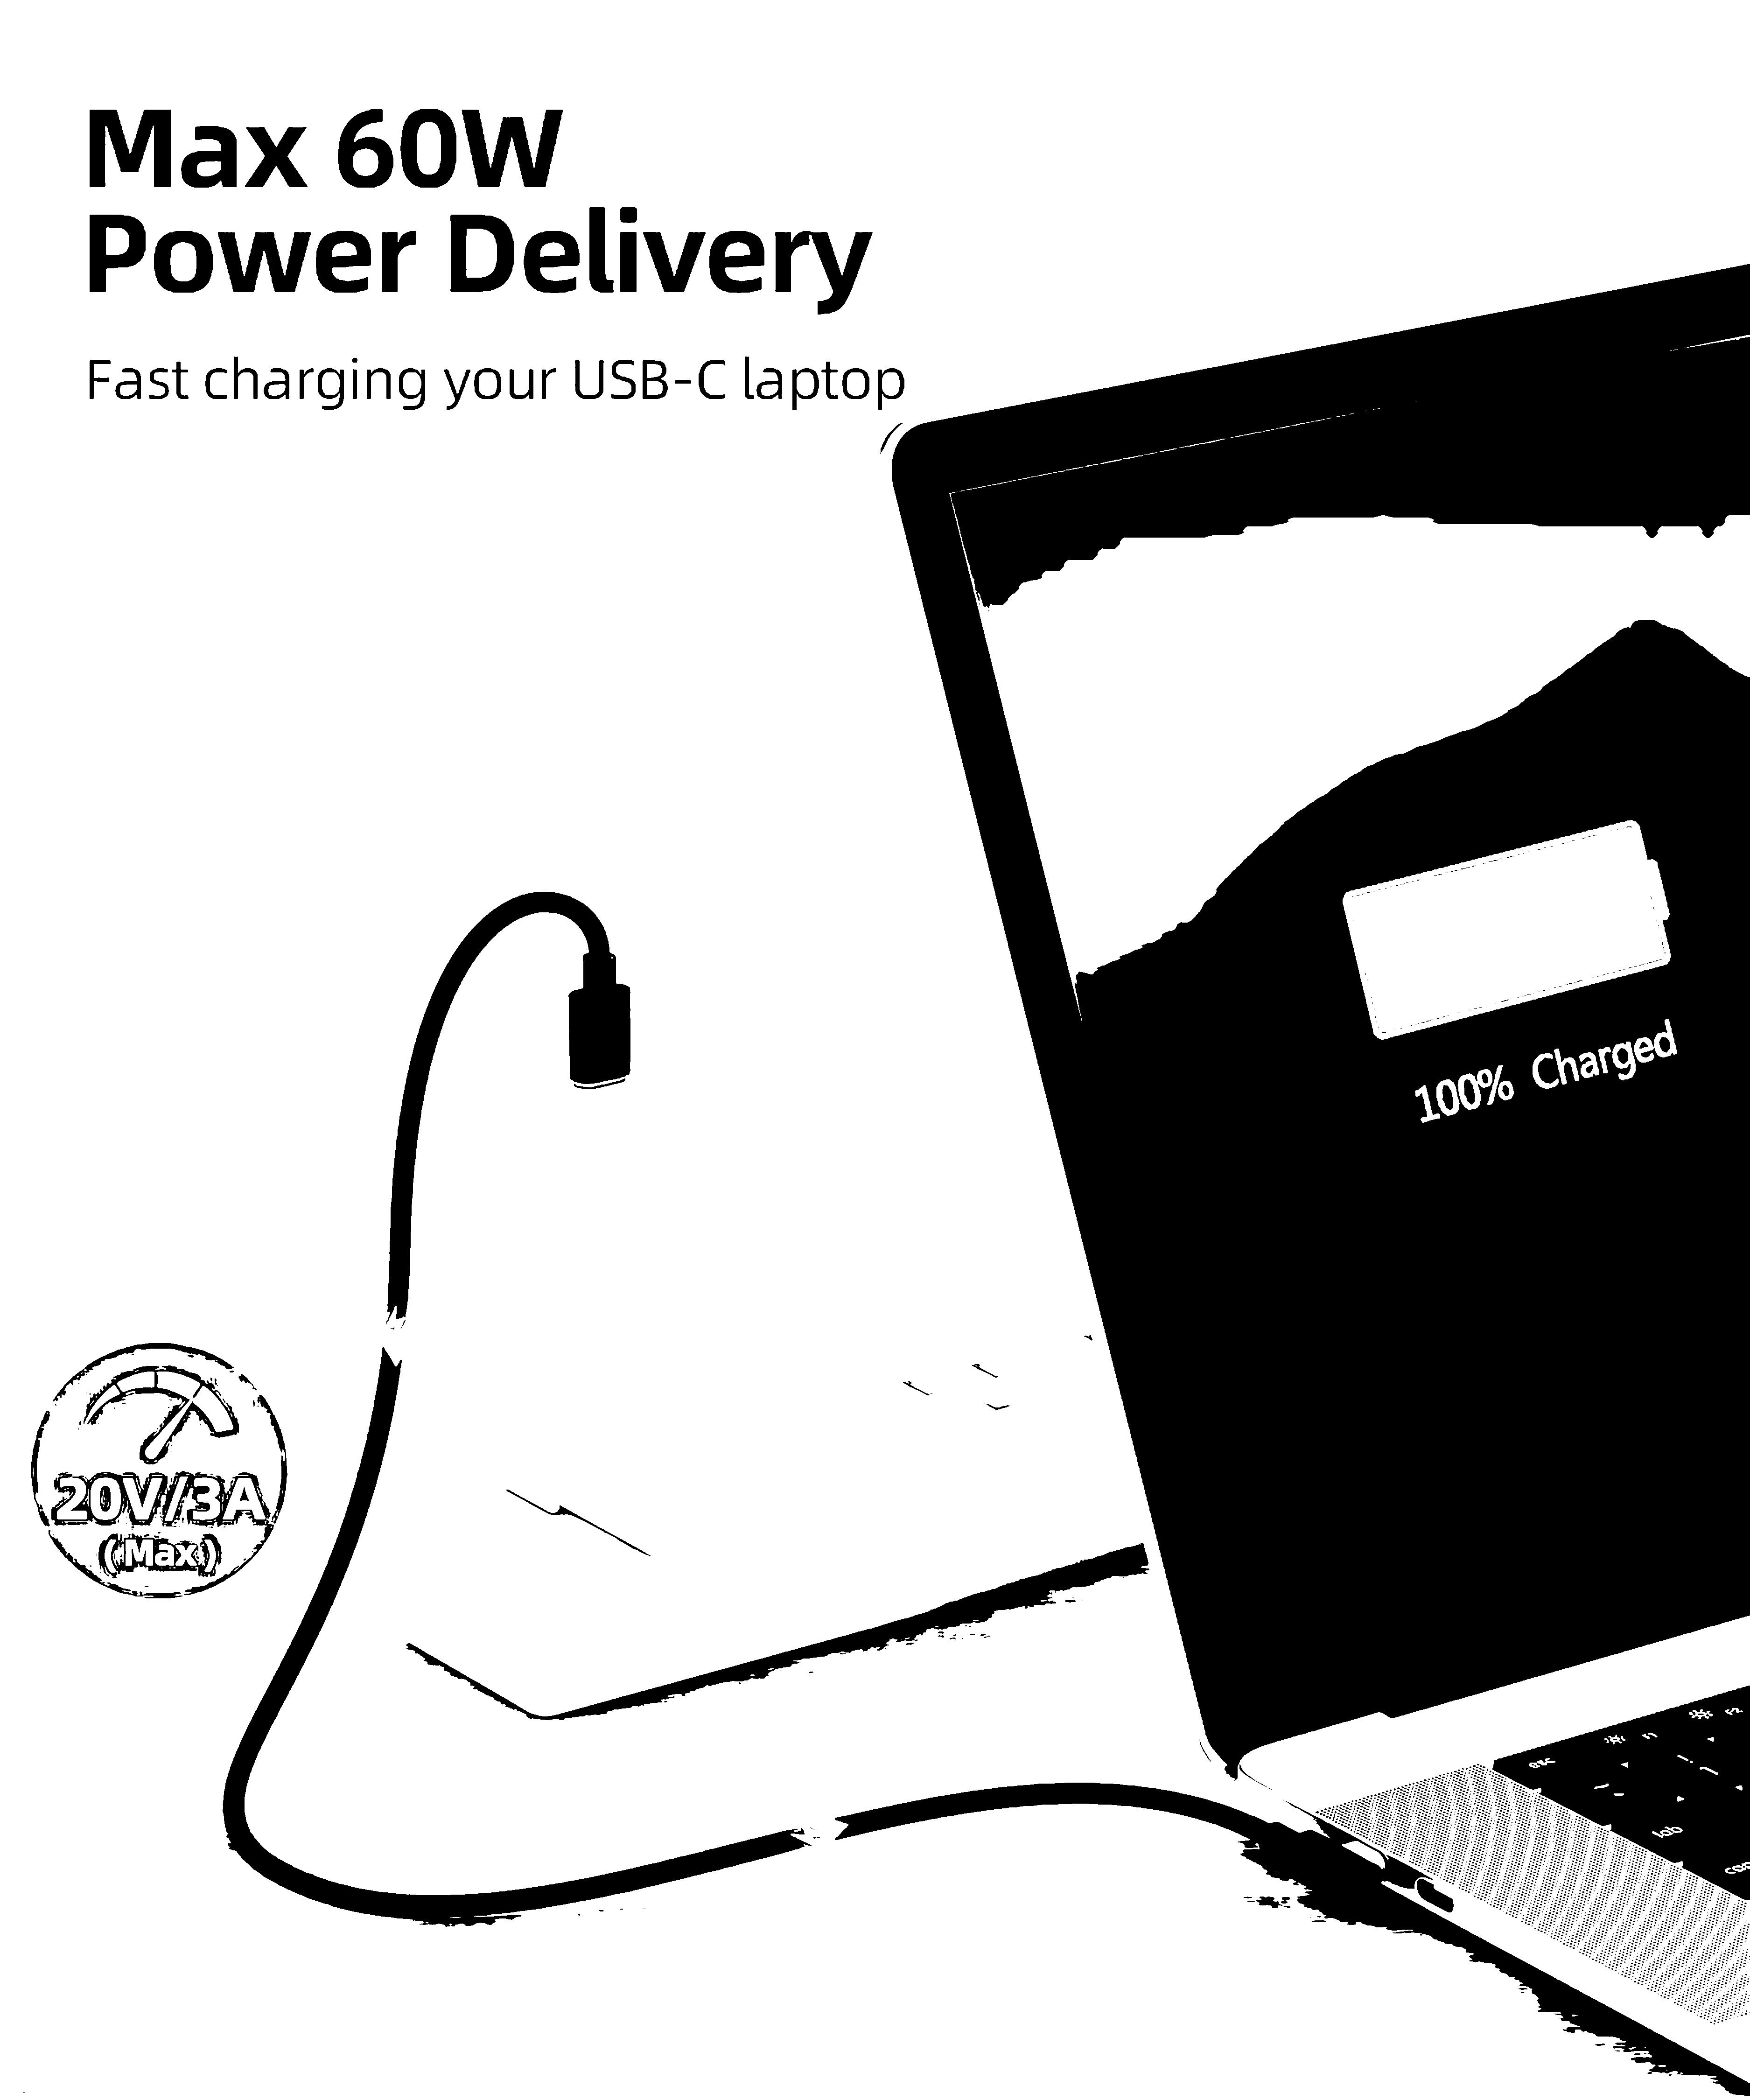 Max 60W
Power Delivery
Fast charging your USB-C laptop
100% Charged
20V/3A
(Max)
esc
tab